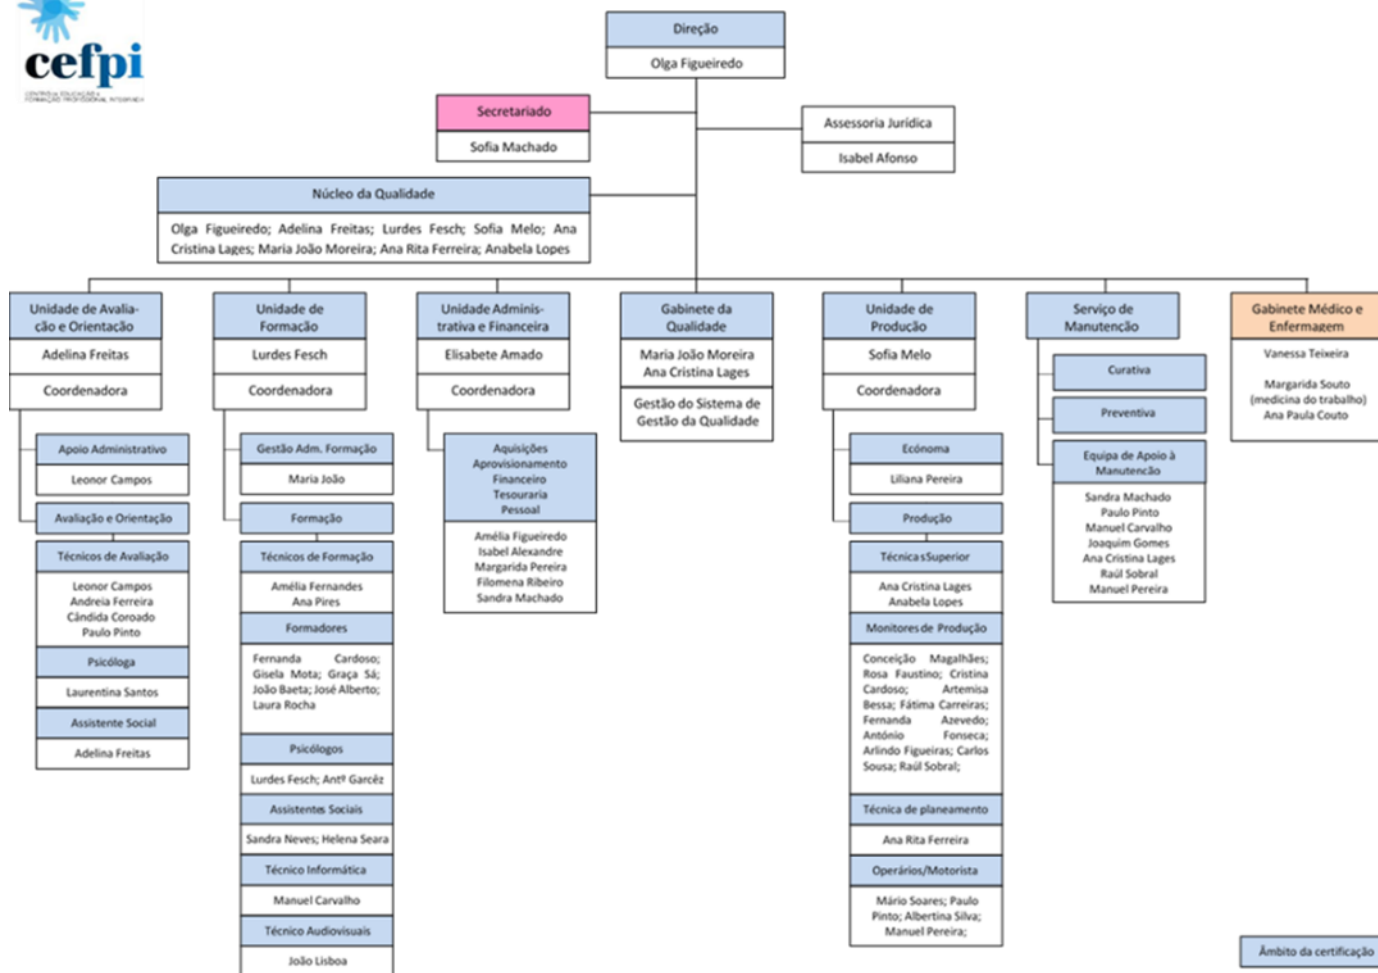 cefpi
CENTRO DE EDUCAÇÃO E
FORMAÇÃO PROFISSIONAL INTEGRADA
Direção
Olga Figueiredo
Secretariado
Sofia Machado
Assessoria Jurídica
Isabel Afonso
Núcleo da Qualidade
Olga Figueiredo; Adelina Freitas; Lurdes Fesch; Sofia Melo; Ana
Cristina Lages; Maria João Moreira; Ana Rita Ferreira; Anabela Lopes
Unidade de Avalia-
ção e Orientação
Adelina Freitas
Coordenadora
Apoio Administrativo
Leonor Campos
Avaliação e Orientação
Técnicos de Avaliação
Leonor Campos
Andreia Ferreira
Cândida Coroado
Paulo Pinto
Psicóloga
Laurentina Santos
Assistente Social
Adelina Freitas
Unidade de
Formação
Lurdes Fesch
Coordenadora
Gestão Adm. Formação
Maria João
Formação
Técnicos de Formação
Amélia Fernandes
Ana Pires
Formadores
Fernanda Cardoso;
Gisela Mota; Graça Sá;
João Baeta; José Alberto;
Laura Rocha
Psicólogos
Lurdes Fesch; Antº Garcêz
Assistentes Sociais
Sandra Neves; Helena Seara
Técnico Informática
Manuel Carvalho
Técnico Audiovisuais
João Lisboa
Unidade Adminis-
trativa e Financeira
Elisabete Amado
Coordenadora
Aquisições
Aprovisionamento
Financeiro
Tesouraria
Pessoal
Amélia Figueiredo
Isabel Alexandre
Margarida Pereira
Filomena Ribeiro
Sandra Machado
Gabinete da
Qualidade
Maria João Moreira
Ana Cristina Lages
Gestão do Sistema de
Gestão da Qualidade
Unidade de
Produção
Sofia Melo
Coordenadora
Ecónoma
Liliana Pereira
Produção
Técnicas Superior
Ana Cristina Lages
Anabela Lopes
Monitores de Produção
Conceição Magalhães;
Rosa Faustino; Cristina
Cardoso; Artemisa
Bessa; Fátima Carreiras;
Fernanda Azevedo;
António Fonseca;
Arlindo Figueiras; Carlos
Sousa; Raúl Sobral;
Técnica de planeamento
Ana Rita Ferreira
Operários/Motorista
Mário Soares; Paulo
Pinto; Albertina Silva;
Manuel Pereira;
Serviço de
Manutenção
Curativa
Preventiva
Equipa de Apoio à
Manutenção
Sandra Machado
Paulo Pinto
Manuel Carvalho
Joaquim Gomes
Ana Cristina Lages
Raúl Sobral
Manuel Pereira
Gabinete Médico e
Enfermagem
Vanessa Teixeira
Margarida Souto
(medicina do trabalho)
Ana Paula Couto
Âmbito da certificação